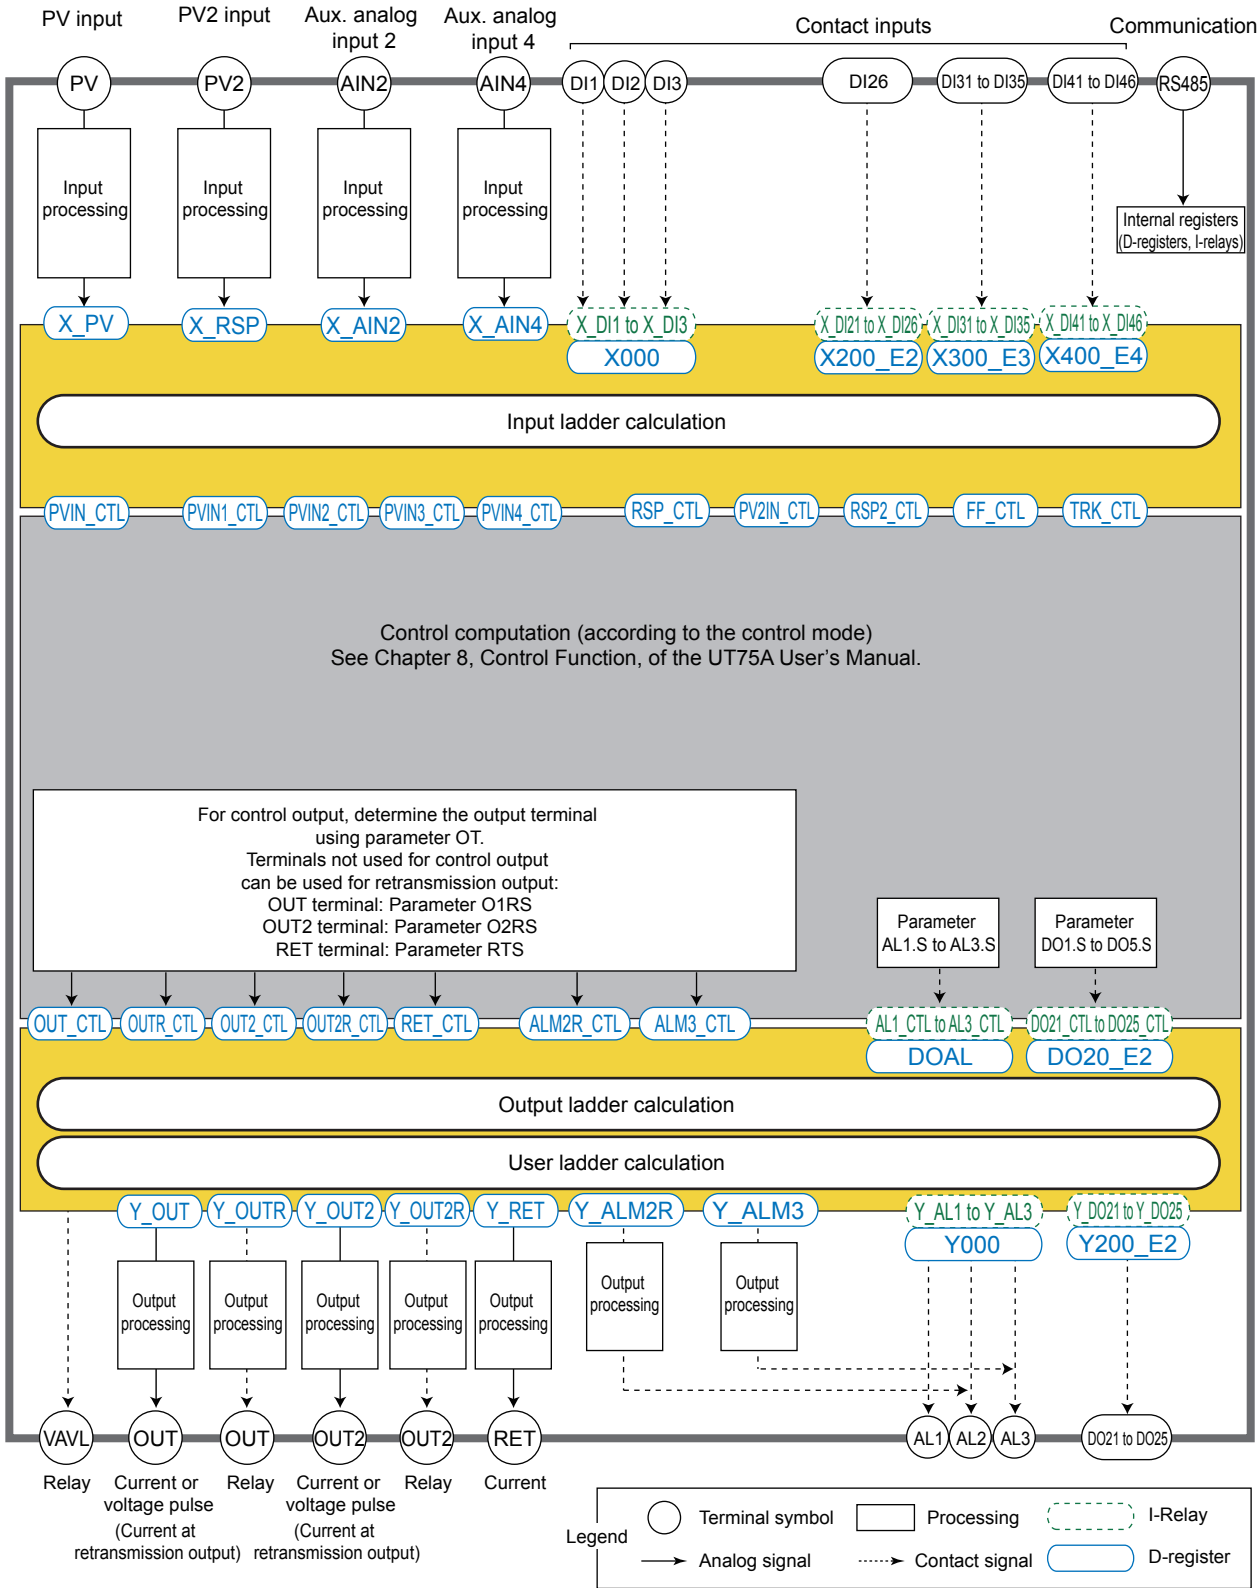 PV input
PV2 input
Aux. analog
input 2
Aux. analog
input 4
Contact inputs
Communication
PV
PV2
AIN2
AIN4
DI1
DI2
DI3
DI26
DI31 to DI35
DI41 to DI46
RS485
Input
processing
Input
processing
Input
processing
Input
processing
Internal registers
(D-registers, I-relays)
X_PV
X_RSP
X_AIN2
X_AIN4
X_DI1 to X_DI3
X000
X_DI21 to X_DI26
X200_E2
X_DI31 to X_DI35
X300_E3
X_DI41 to X_DI46
X400_E4
Input ladder calculation
PVIN_CTL
PVIN1_CTL
PVIN2_CTL
PVIN3_CTL
PVIN4_CTL
RSP_CTL
PV2IN_CTL
RSP2_CTL
FF_CTL
TRK_CTL
Control computation (according to the control mode)
See Chapter 8, Control Function, of the UT75A User's Manual.
For control output, determine the output terminal
using parameter OT.
Terminals not used for control output
can be used for retransmission output:
OUT terminal: Parameter O1RS
OUT2 terminal: Parameter O2RS
RET terminal: Parameter RTS
Parameter
AL1.S to AL3.S
Parameter
DO1.S to DO5.S
OUT_CTL
OUTR_CTL
OUT2_CTL
OUT2R_CTL
RET_CTL
ALM2R_CTL
ALM3_CTL
AL1_CTL to AL3_CTL
DOAL
DO21_CTL to DO25_CTL
DO20_E2
Output ladder calculation
User ladder calculation
Y_OUT
Y_OUTR
Y_OUT2
Y_OUT2R
Y_RET
Y_ALM2R
Y_ALM3
Y_AL1 to Y_AL3
Y000
Y_DO21 to Y_DO25
Y200_E2
Output
processing
Output
processing
Output
processing
Output
processing
Output
processing
Output
processing
Output
processing
VAVL
OUT
OUT
OUT2
OUT2
RET
AL1
AL2
AL3
DO21 to DO25
Relay
Current or
voltage pulse
(Current at
retransmission output)
Relay
Current or
voltage pulse
(Current at
retransmission output)
Relay
Current
Legend
Terminal symbol
Processing
I-Relay
Analog signal
Contact signal
D-register